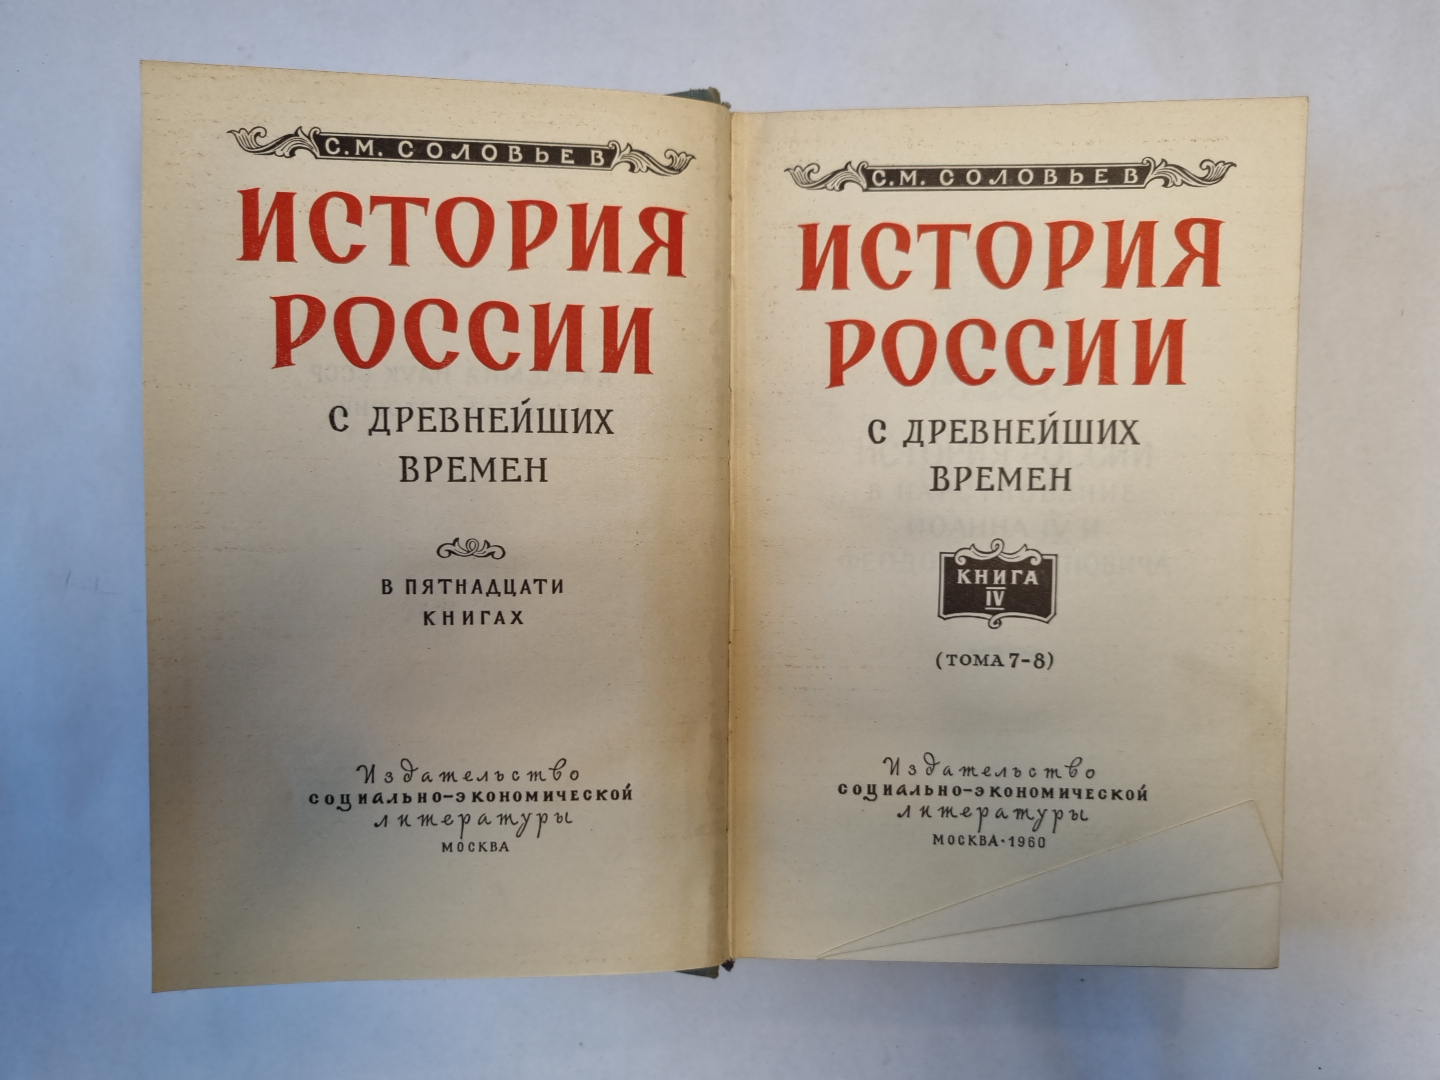 С.М. СОЛОВЬЕВ
ИСТОРИЯ
РОССИИ
С ДРЕВНЕЙШИХ
ВРЕМЕН
В ПЯТНАДЦАТИ
КНИГАХ
Издательство
социально-экономической
литературы
МОСКВА
С.М. СОЛОВЬЕВ
ИСТОРИЯ
РОССИИ
С ДРЕВНЕЙШИХ
ВРЕМЕН
КНИГА
IV
(ТОМА 7-8)
Издательство
социально-экономической
литературы
МОСКВА·1960